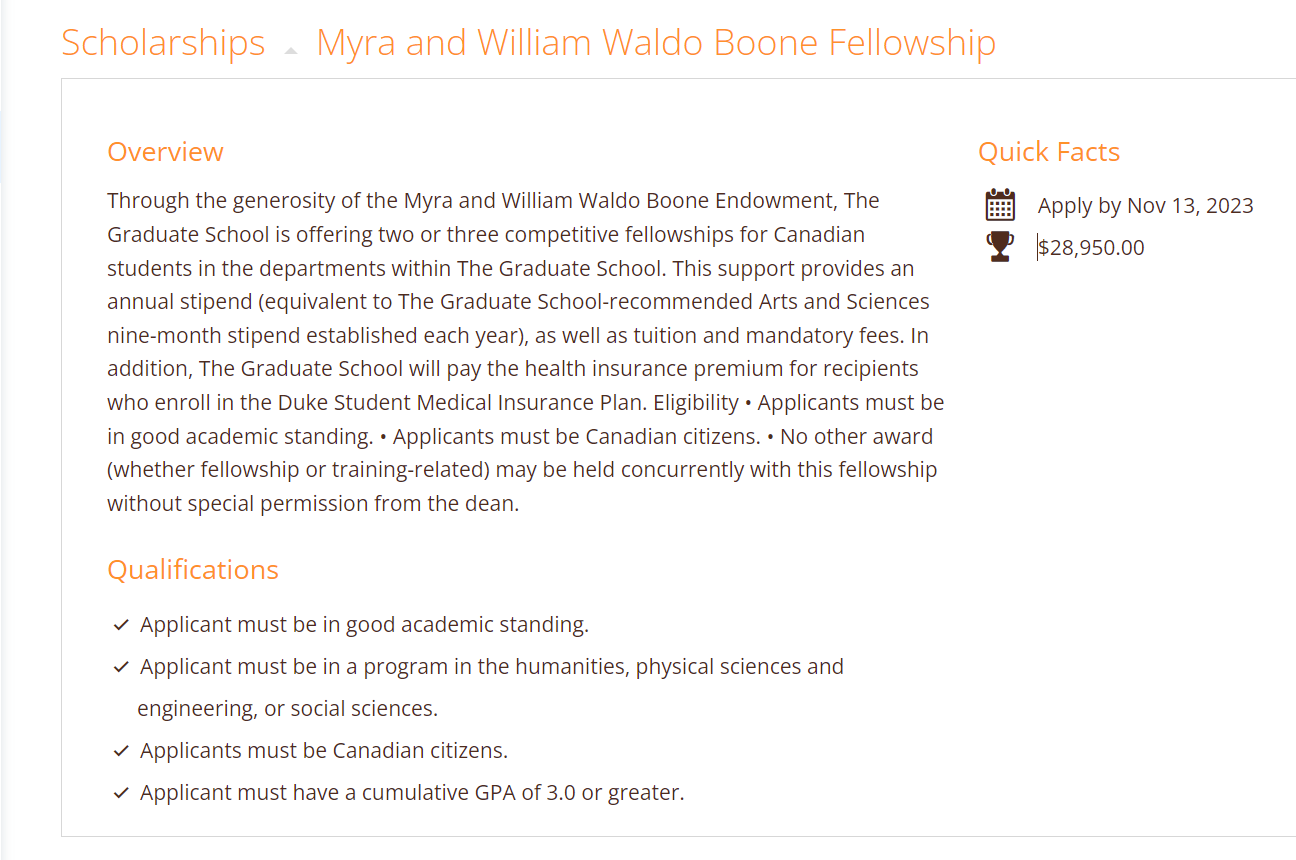 Scholarships Myra and William Waldo Boone Fellowship
Overview
Through the generosity of the Myra and William Waldo Boone Endowment, The
Graduate School is offering two or three competitive fellowships for Canadian
students in the departments within The Graduate School. This support provides an
annual stipend (equivalent to The Graduate School-recommended Arts and Sciences
nine-month stipend established each year), as well as tuition and mandatory fees. In
addition, The Graduate School will pay the health insurance premium for recipients
who enroll in the Duke Student Medical Insurance Plan. Eligibility • Applicants must be
in good academic standing. • Applicants must be Canadian citizens. • No other award
(whether fellowship or training-related) may be held concurrently with this fellowship
without special permission from the dean.
Qualifications
✓ Applicant must be in good academic standing.
✓ Applicant must be in a program in the humanities, physical sciences and
engineering, or social sciences.
✓ Applicants must be Canadian citizens.
✓ Applicant must have a cumulative GPA of 3.0 or greater.
Quick Facts
Apply by Nov 13, 2023
$28,950.00